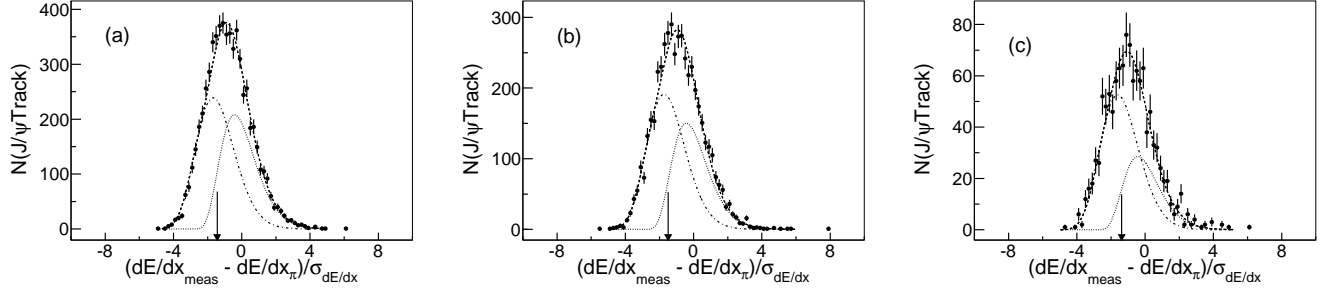 400
300
200
100
0
N(J/ψTrack)
(a)
-8 -4 0 4 8
(dE/dx_meas - dE/dx_π)/σ_dE/dx
300
200
100
0
N(J/ψTrack)
(b)
-8 -4 0 4 8
(dE/dx_meas - dE/dx_π)/σ_dE/dx
80
60
40
20
0
N(J/ψTrack)
(c)
-8 -4 0 4 8
(dE/dx_meas - dE/dx_π)/σ_dE/dx